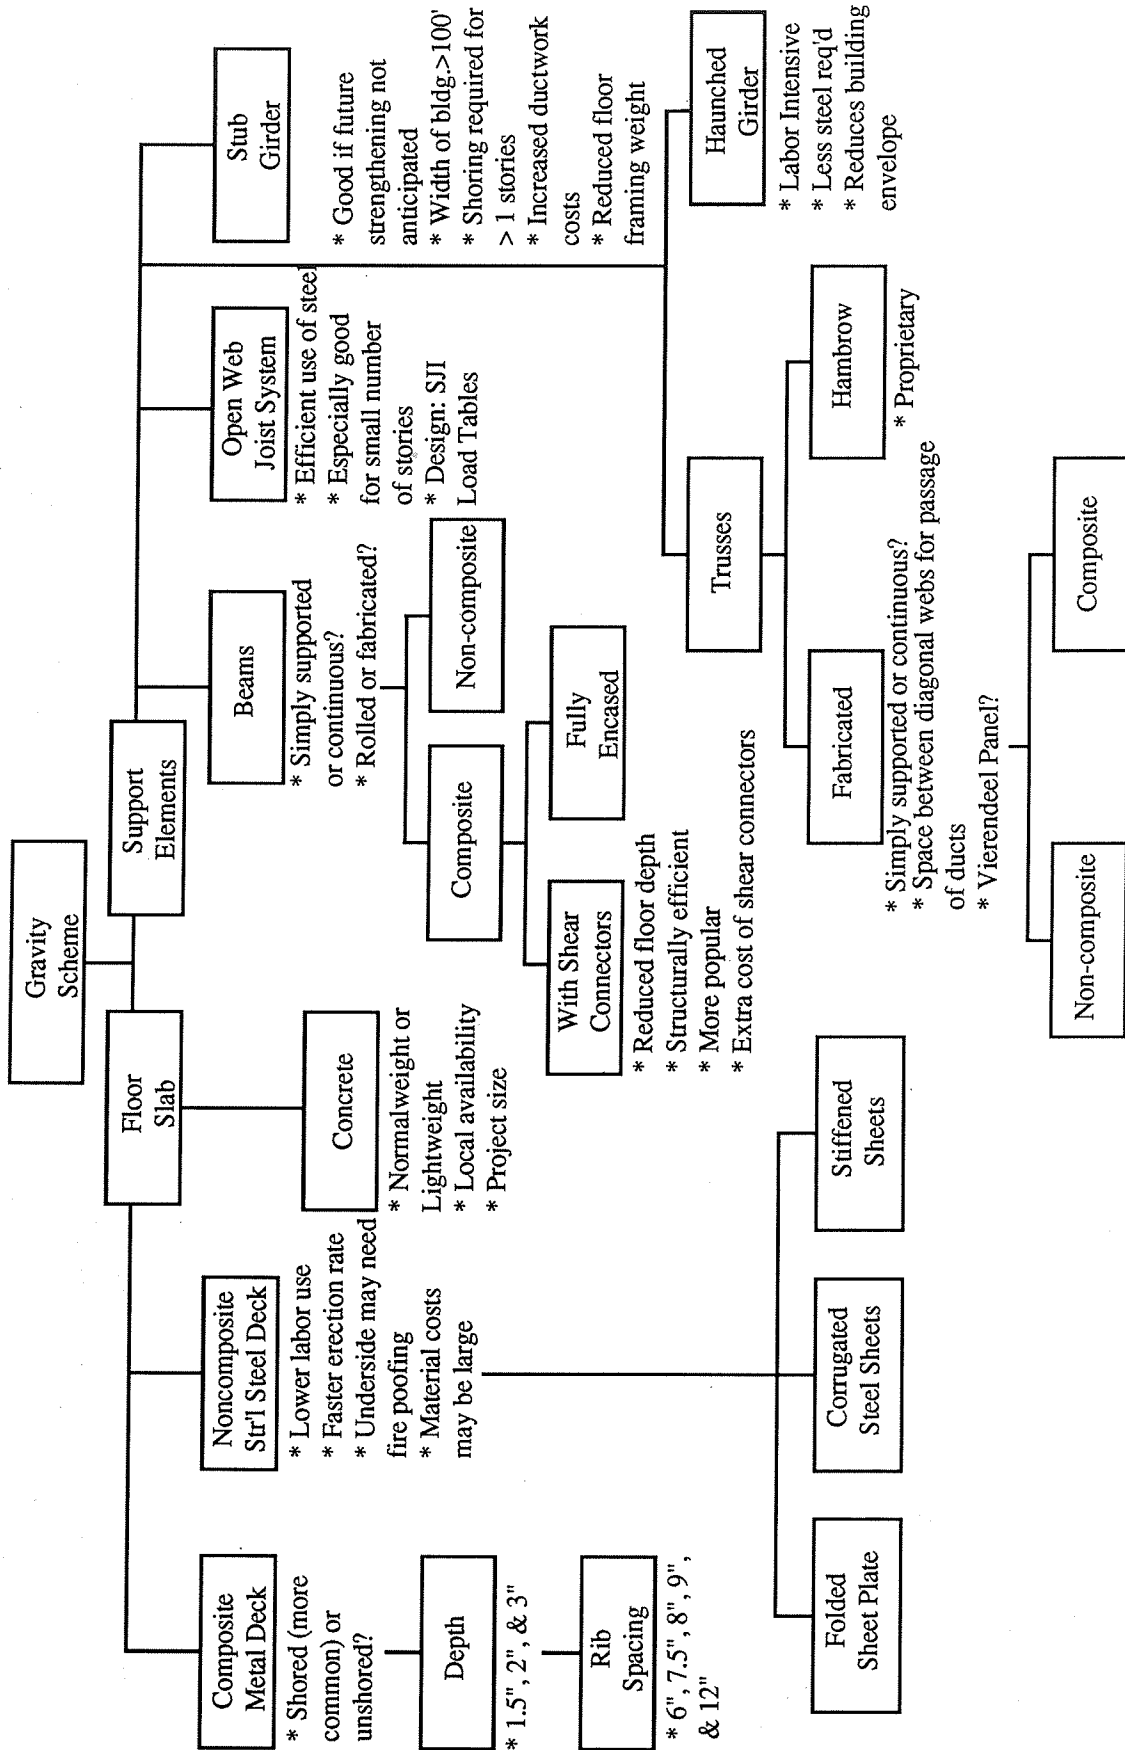 Gravity
Scheme
Floor
Slab
Support
Elements
Composite
Metal Deck
* Shored (more
common) or
unshored?
Depth
* 1.5", 2", & 3"
Rib
Spacing
* 6", 7.5", 8", 9",
& 12"
Noncomposite
Str'l Steel Deck
* Lower labor use
* Faster erection rate
* Underside may need
fire poofing
* Material costs
may be large
Folded
Sheet Plate
Corrugated
Steel Sheets
Stiffened
Sheets
Concrete
* Normalweight or
Lightweight
* Local availability
* Project size
Beams
* Simply supported
or continuous?
* Rolled or fabricated?
Composite
Non-composite
With Shear
Connectors
* Reduced floor depth
* Structurally efficient
* More popular
* Extra cost of shear connectors
Fully
Encased
Open Web
Joist System
* Efficient use of steel
* Especially good
for small number
of stories
* Design: SJI
Load Tables
Stub
Girder
* Good if future
strengthening not
anticipated
* Width of bldg.>100'
* Shoring required for
> 1 stories
* Increased ductwork
costs
* Reduced floor
framing weight
Trusses
Fabricated
* Simply supported or continuous?
* Space between diagonal webs for passage
of ducts
* Vierendeel Panel?
Non-composite
Composite
Hambrow
* Proprietary
Haunched
Girder
* Labor Intensive
* Less steel req'd
* Reduces building
envelope